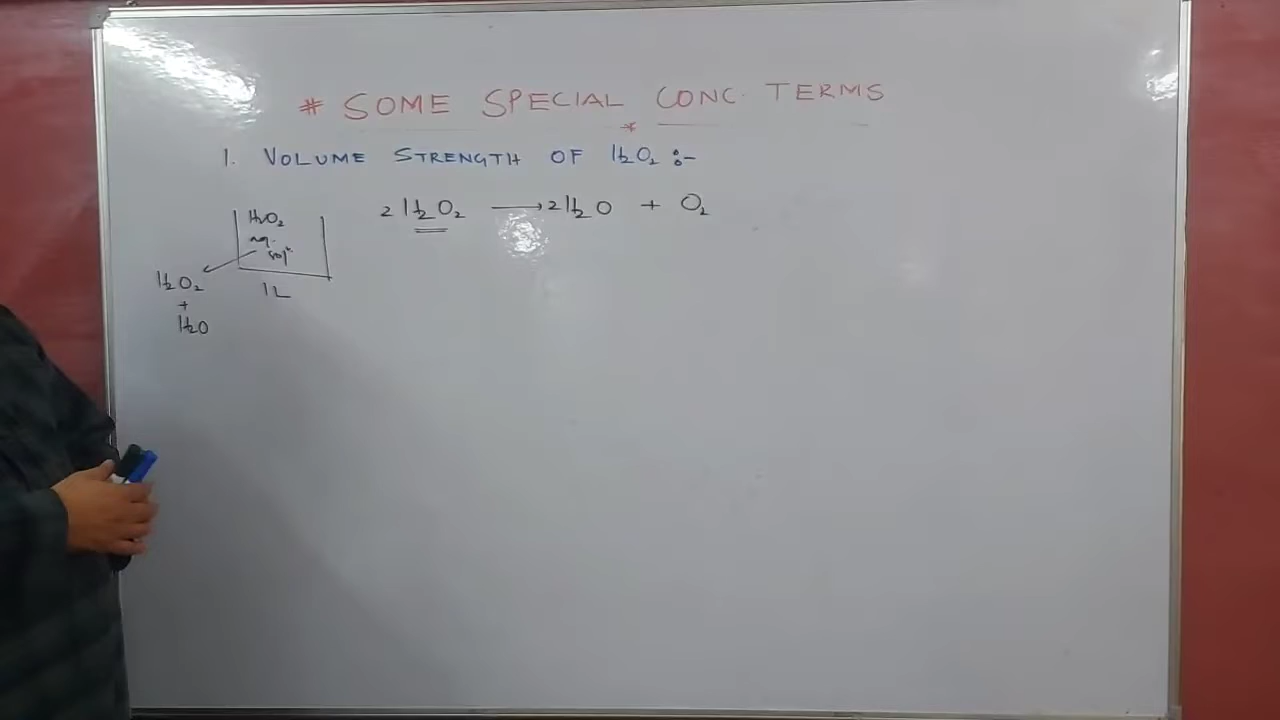 * SOME SPECIAL CONC. TERMS
*
1. VOLUME STRENGTH OF H₂O₂ :-
2H₂O₂ ⟶ 2H₂O + O₂
H₂O₂
aq.
solⁿ
1L
H₂O₂
+
H₂O